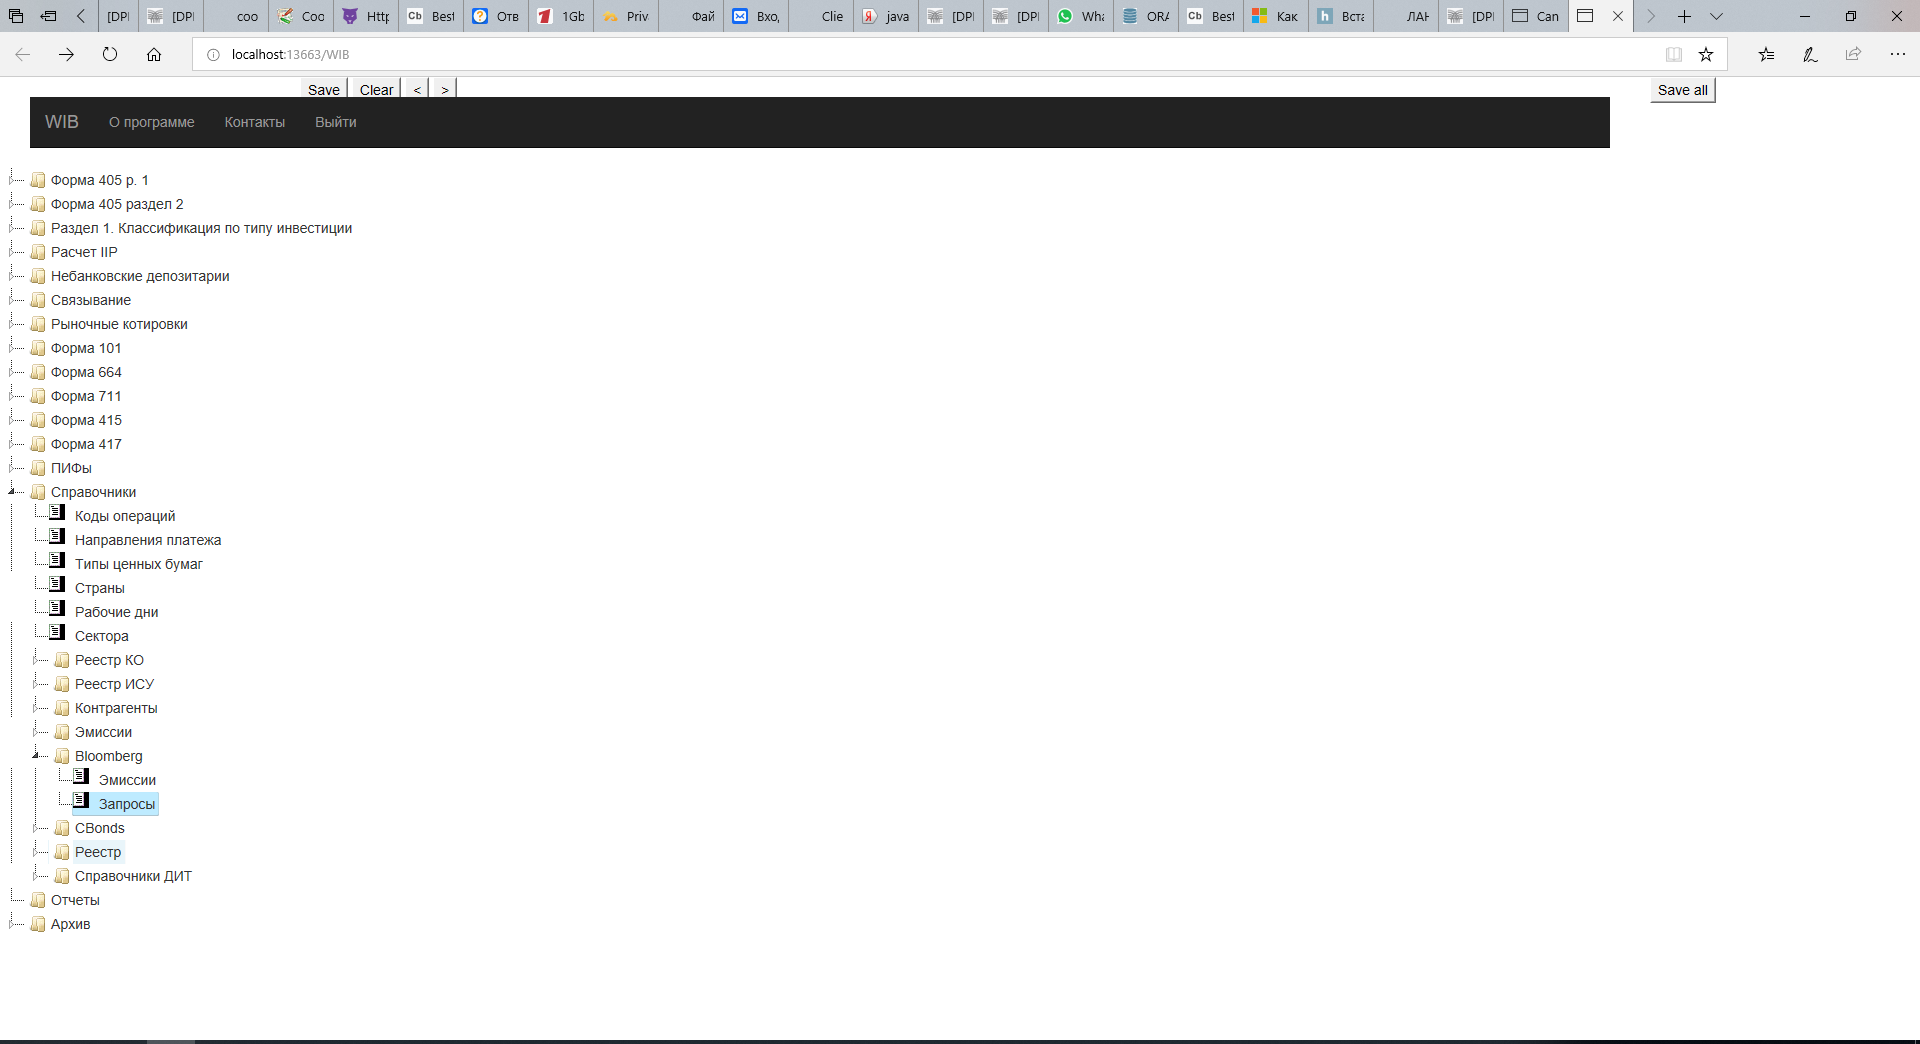 [DPI [DPI coo Coo Http Best Отв 1Gb Priv Фай Вхо, Clie java [DPI [DPI Wha ORA Best Как Вста ЛАН [DPI Can
localhost:13663/WIB
Save Clear < > Save all
WIB О программе Контакты Выйти
Форма 405 р. 1
Форма 405 раздел 2
Раздел 1. Классификация по типу инвестиции
Расчет IIP
Небанковские депозитарии
Связывание
Рыночные котировки
Форма 101
Форма 664
Форма 711
Форма 415
Форма 417
ПИФы
Справочники
Коды операций
Направления платежа
Типы ценных бумаг
Страны
Рабочие дни
Сектора
Реестр КО
Реестр ИСУ
Контрагенты
Эмиссии
Bloomberg
Эмиссии
Запросы
CBonds
Реестр
Справочники ДИТ
Отчеты
Архив